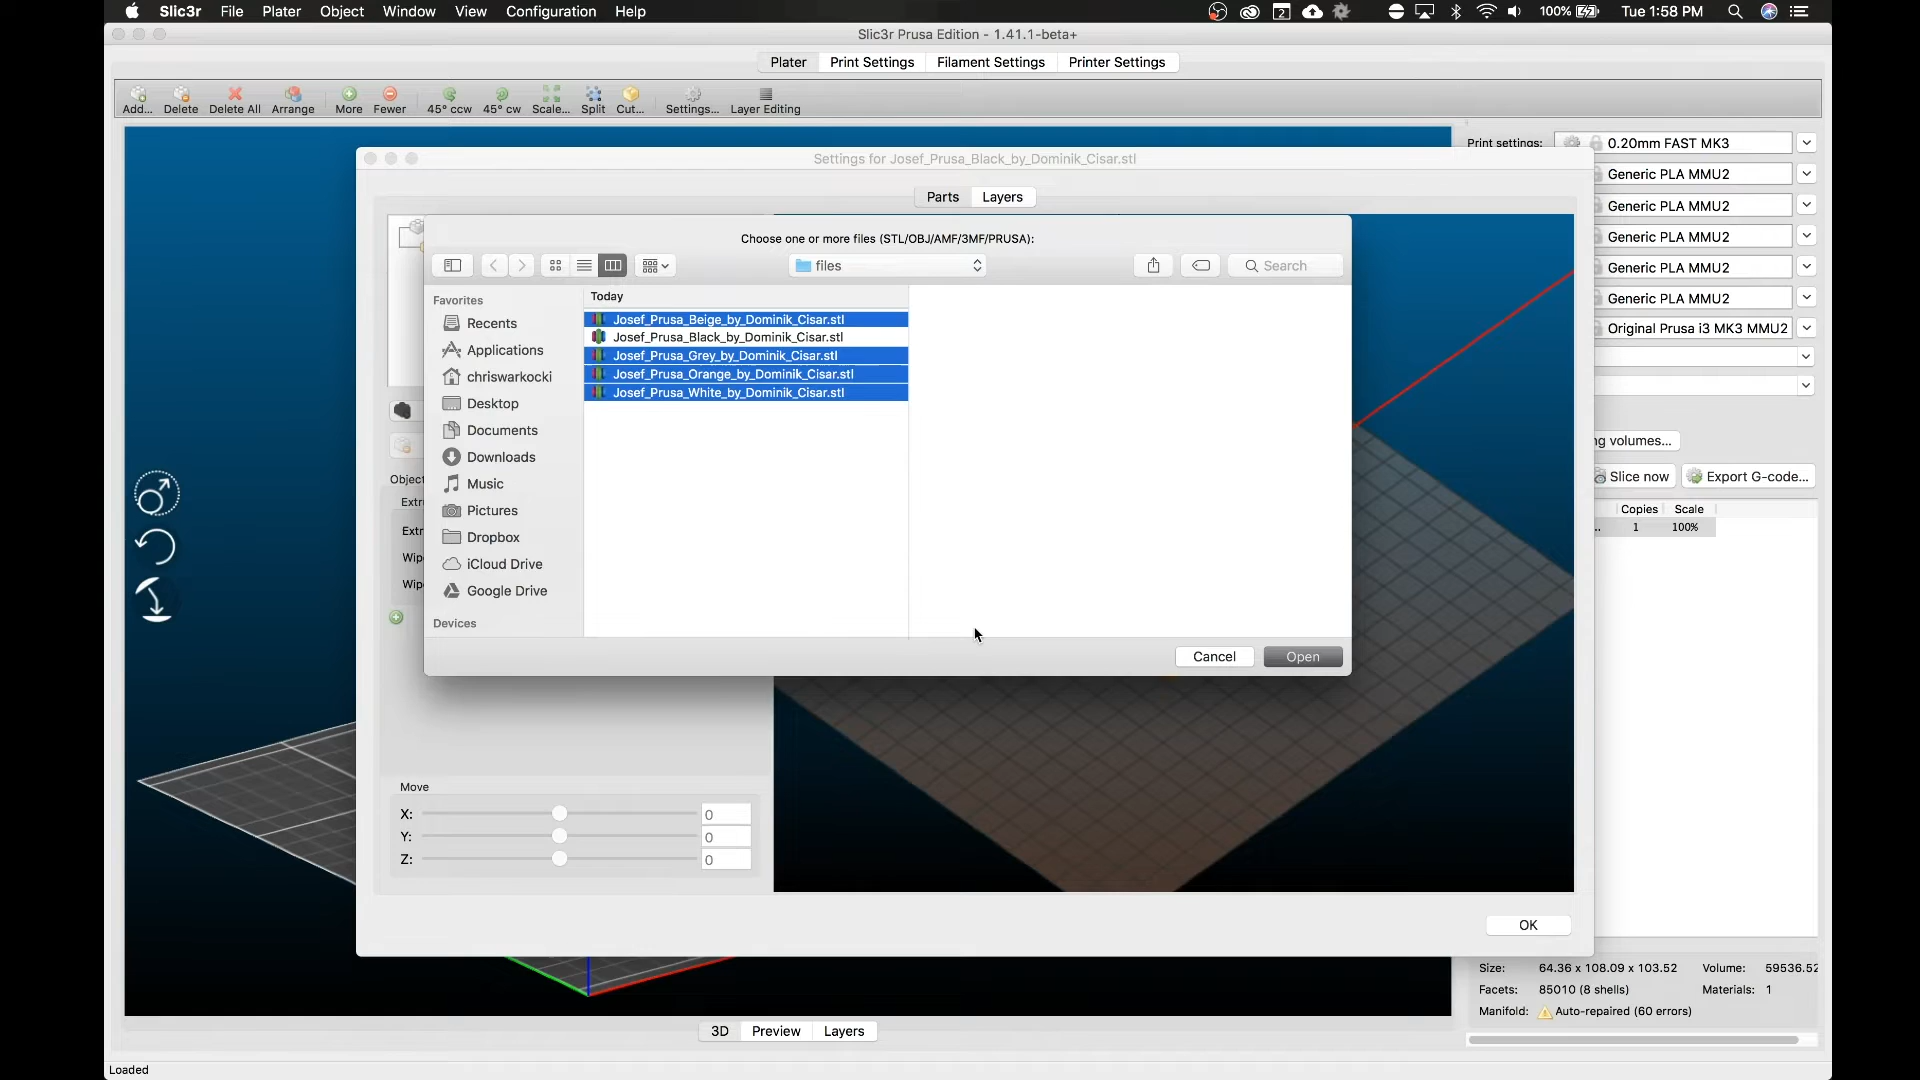 Slic3r File Plater Object Window View Configuration Help 2 100% Tue 1:58 PM
Slic3r Prusa Edition - 1.41.1-beta+
Plater Print Settings Filament Settings Printer Settings
Add... Delete Delete All Arrange More Fewer 45° ccw 45° cw Scale... Split Cut... Settings... Layer Editing
Print settings: 0.20mm FAST MK3
Generic PLA MMU2
Generic PLA MMU2
Generic PLA MMU2
Generic PLA MMU2
Generic PLA MMU2
Original Prusa i3 MK3 MMU2
ng volumes...
Slice now Export G-code...
Copies Scale
... 1 100%
Settings for Josef_Prusa_Black_by_Dominik_Cisar.stl
Parts Layers
Choose one or more files (STL/OBJ/AMF/3MF/PRUSA):
files
Search
Favorites
Recents
Applications
chriswarkocki
Desktop
Documents
Downloads
Music
Pictures
Dropbox
iCloud Drive
Google Drive
Devices
Today
Josef_Prusa_Beige_by_Dominik_Cisar.stl
Josef_Prusa_Black_by_Dominik_Cisar.stl
Josef_Prusa_Grey_by_Dominik_Cisar.stl
Josef_Prusa_Orange_by_Dominik_Cisar.stl
Josef_Prusa_White_by_Dominik_Cisar.stl
Cancel Open
Object
Extr
Extr
Wipe
Wip
Move
X: 0
Y: 0
Z: 0
OK
Size: 64.36 x 108.09 x 103.52 Volume: 59536.52
Facets: 85010 (8 shells) Materials: 1
Manifold: Auto-repaired (60 errors)
3D Preview Layers
Loaded